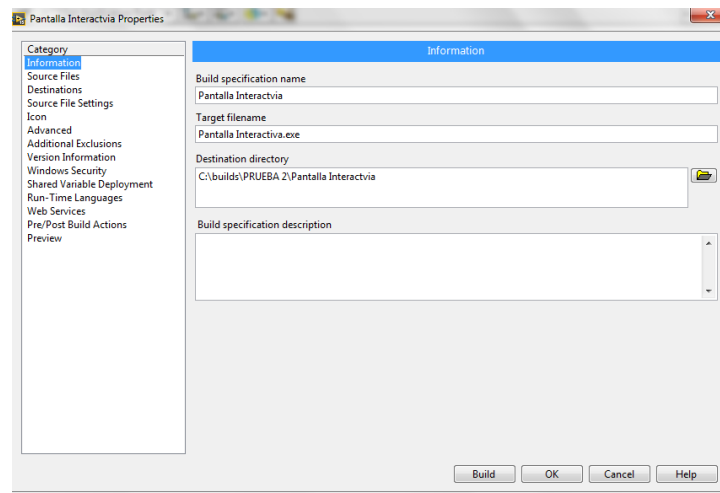 Pantalla Interactvia Properties
Category
Information
Source Files
Destinations
Source File Settings
Icon
Advanced
Additional Exclusions
Version Information
Windows Security
Shared Variable Deployment
Run-Time Languages
Web Services
Pre/Post Build Actions
Preview
Information
Build specification name
Pantalla Interactvia
Target filename
Pantalla Interactiva.exe
Destination directory
C:\builds\PRUEBA 2\Pantalla Interactvia
Build specification description
Build OK Cancel Help